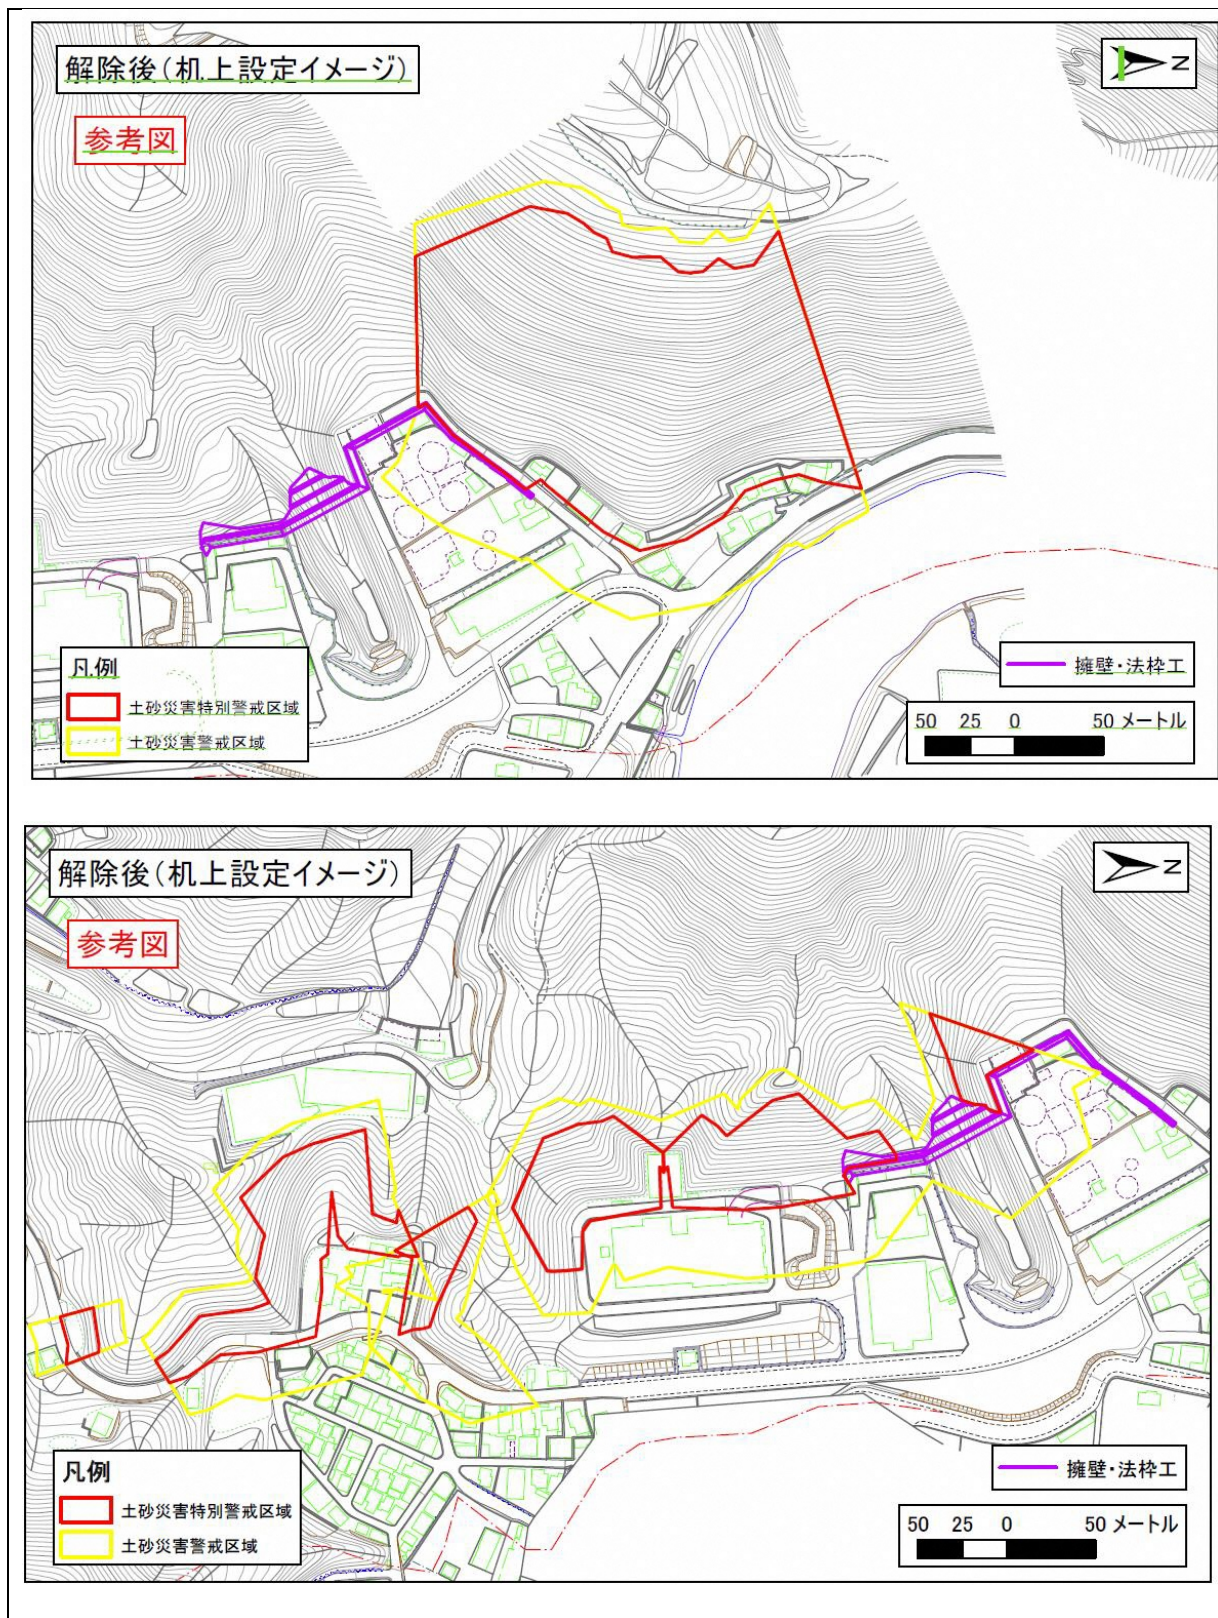 解除後(机上設定イメージ)
N
参考図
凡例
土砂災害特別警戒区域
土砂災害警戒区域
擁壁・法枠工
50 25 0 50 メートル
解除後(机上設定イメージ)
N
参考図
凡例
土砂災害特別警戒区域
土砂災害警戒区域
擁壁・法枠工
50 25 0 50 メートル